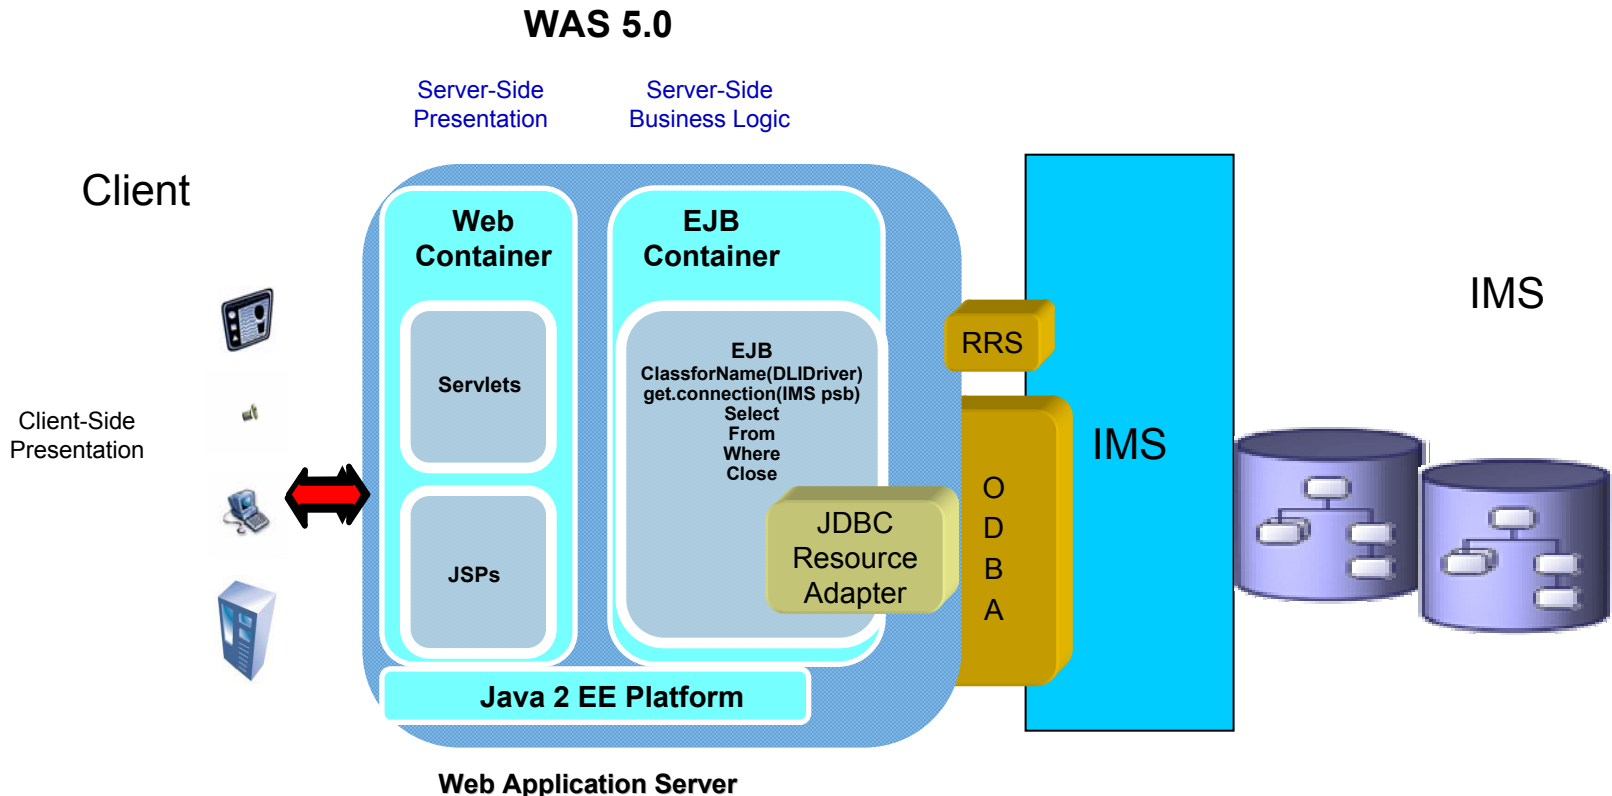 WAS 5.0
Server-Side
Presentation
Server-Side
Business Logic
Client
Web
Container
EJB
Container
IMS
RRS
EJB
ClassforName(DLIDriver)
get.connection(IMS psb)
Select
From
Where
Close
Servlets
Client-Side
Presentation
IMS
JDBC
Resource
Adapter
O
D
B
A
JSPs
Java 2 EE Platform
Web Application Server